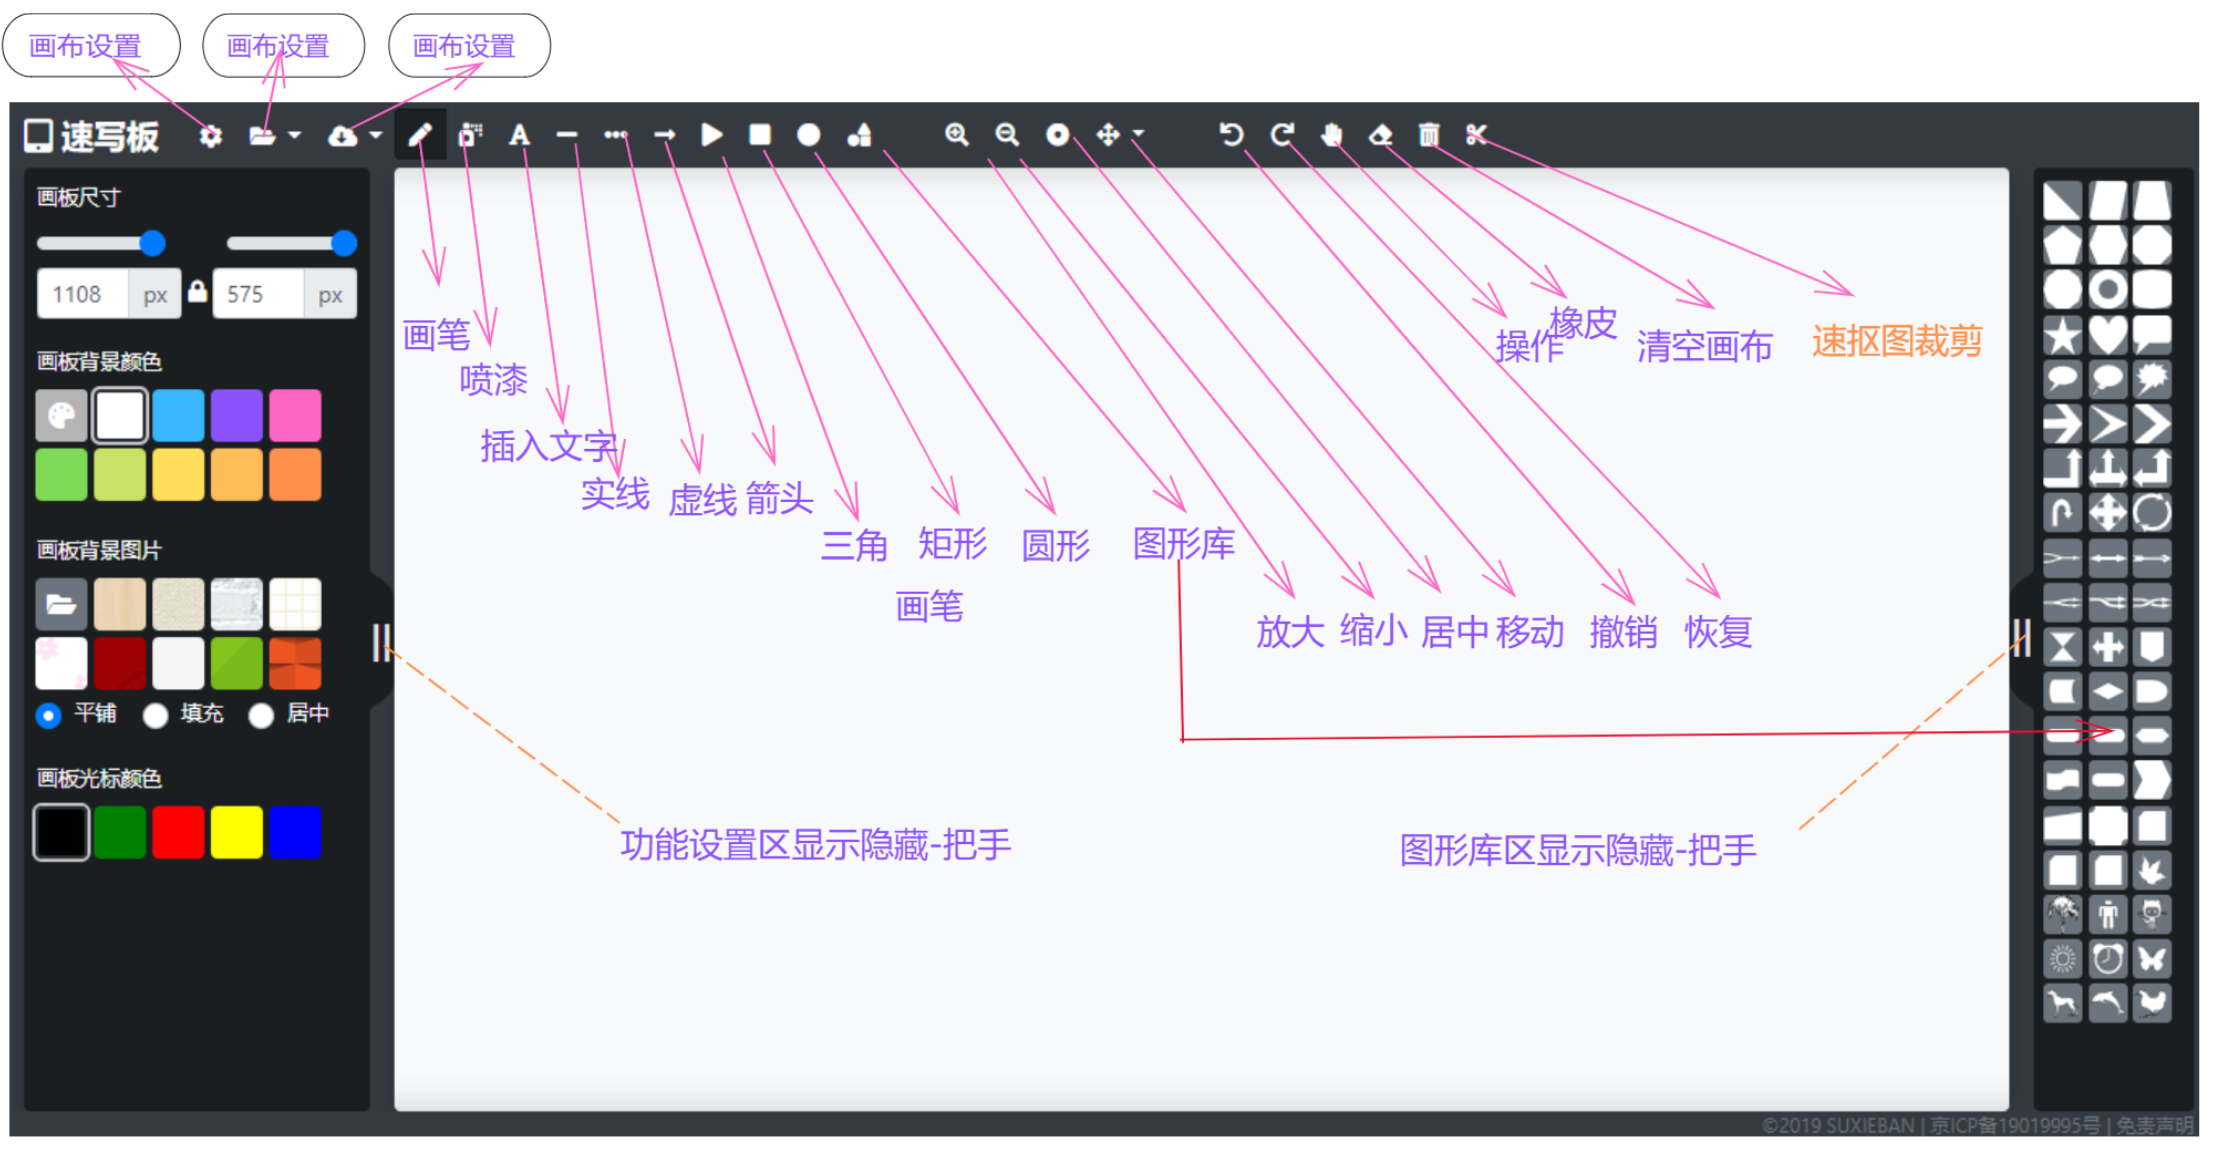 画布设置
画布设置
画布设置
速写板
A
画板尺寸
1108 px
575 px
画板背景颜色
画板背景图片
平铺 填充 居中
画板光标颜色
画笔
喷漆
插入文字
实线
虚线
箭头
三角
矩形
圆形
图形库
画笔
放大
缩小
居中
移动
撤销
恢复
操作
橡皮
清空画布
速抠图裁剪
功能设置区显示隐藏-把手
图形库区显示隐藏-把手
©2019 SUXIEBAN | 京ICP备19019995号 | 免责声明